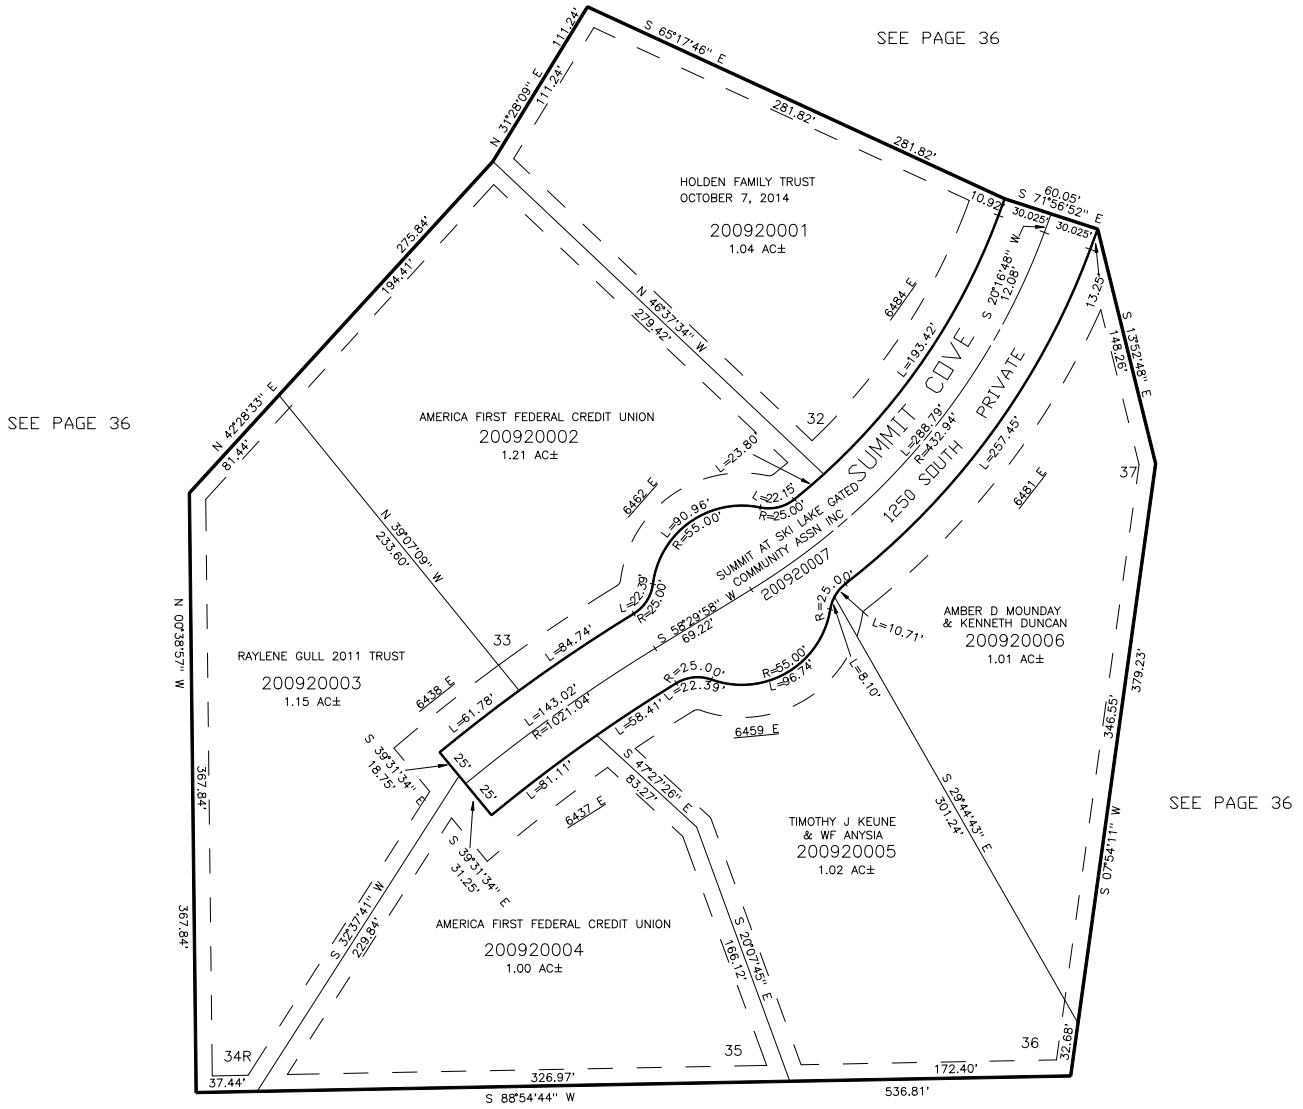 SEE PAGE 36
S 65°17'46" E
111.24'
N 31°28'09" E
111.24'
281.82'
281.82'
HOLDEN FAMILY TRUST
OCTOBER 7, 2014
200920001
1.04 AC±
10.92'
60.05'
S 71°56'52" E
30.025'
30.025'
S 20°16'48" W
12.08'
13.25'
S 13°52'48" E
148.26'
275.84'
194.41'
N 46°37'34" W
279.42'
6484 E
L=193.42'
SUMMIT COVE
PRIVATE
1250 SOUTH
L=288.79'
R=432.94'
L=257.45'
SEE PAGE 36
N 42°28'33" E
81.44'
AMERICA FIRST FEDERAL CREDIT UNION
200920002
1.21 AC±
32
L=23.80'
6462 E
L=22.15'
R=25.00'
L=90.96'
R=55.00'
6481 E
37
N 39°07'09" W
233.60'
SUMMIT AT SKI LAKE GATED
COMMUNITY ASSN INC
200920007
L=22.39'
R=25.00'
S 58°29'58" W
69.22'
R=25.00'
L=10.71'
AMBER D MOUNDAY
& KENNETH DUNCAN
200920006
1.01 AC±
N 00°38'57" W
33
L=84.74'
RAYLENE GULL 2011 TRUST
200920003
1.15 AC±
6438 E
L=61.78'
L=143.02'
R=1021.04'
R=25.00'
L=22.39'
R=55.00'
L=96.74'
L=8.10'
379.23'
346.55'
L=58.41'
6459 E
S 39°31'34" E
18.75'
25'
25'
L=81.11'
S 47°27'26" E
83.27'
6437 E
367.84'
S 39°31'34" E
31.25'
S 29°44'43" E
301.24'
SEE PAGE 36
TIMOTHY J KEUNE
& WF ANYSIA
200920005
1.02 AC±
S 07°54'11" W
367.84'
S 32°37'41" W
229.84'
AMERICA FIRST FEDERAL CREDIT UNION
200920004
1.00 AC±
S 20°07'45" E
166.12'
34R
35
36
32.68'
37.44'
326.97'
172.40'
S 88°54'44" W
536.81'